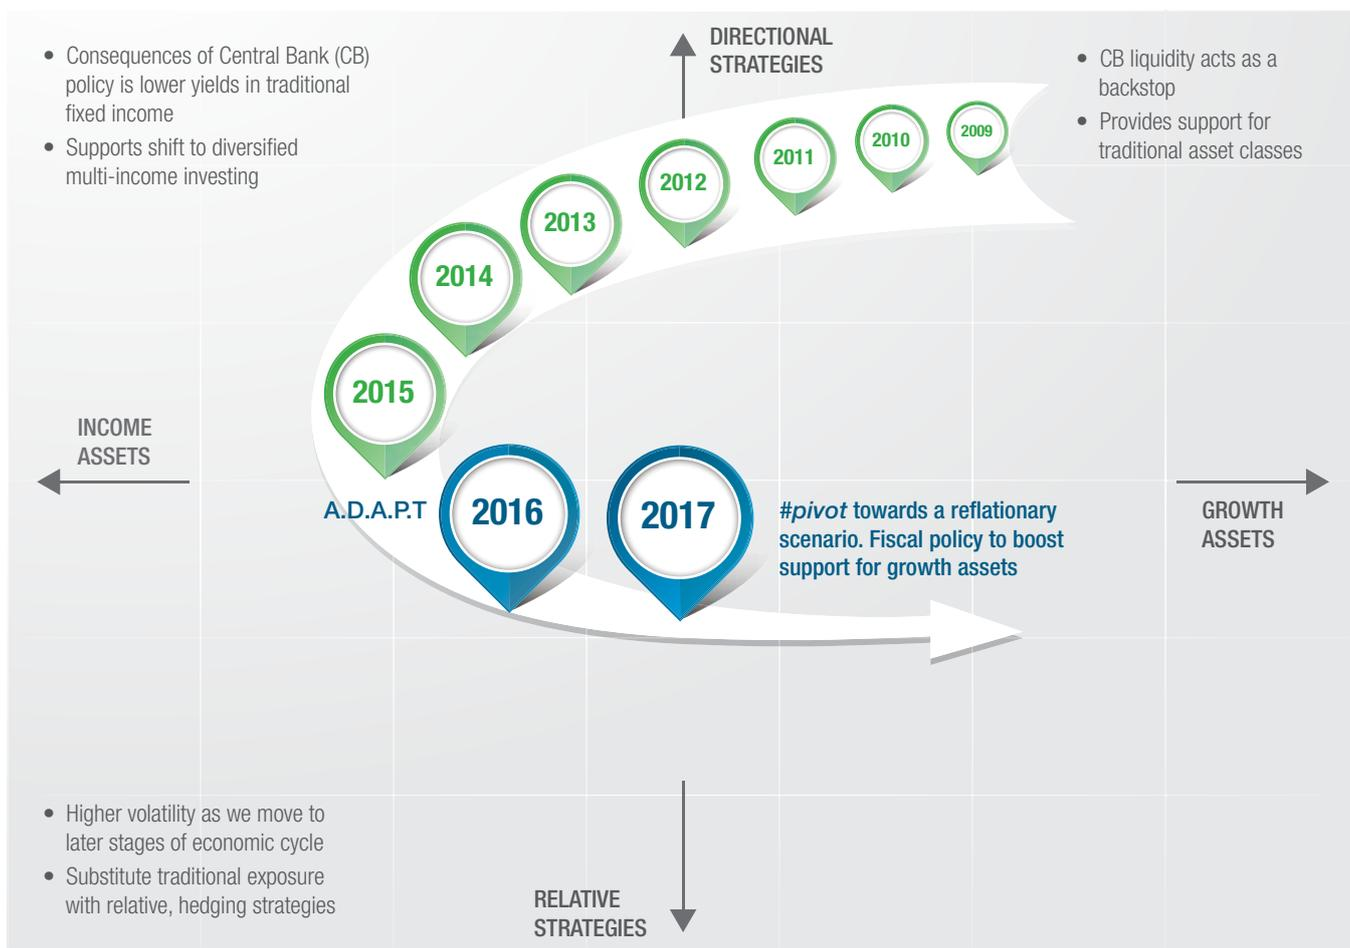 • Consequences of Central Bank (CB)
policy is lower yields in traditional
fixed income
• Supports shift to diversified
multi-income investing
DIRECTIONAL
STRATEGIES
• CB liquidity acts as a
backstop
• Provides support for
traditional asset classes
2009
2010
2011
2012
2013
2014
2015
INCOME
ASSETS
A.D.A.P.T
2016
2017
#pivot towards a reflationary
scenario. Fiscal policy to boost
support for growth assets
GROWTH
ASSETS
• Higher volatility as we move to
later stages of economic cycle
• Substitute traditional exposure
with relative, hedging strategies
RELATIVE
STRATEGIES